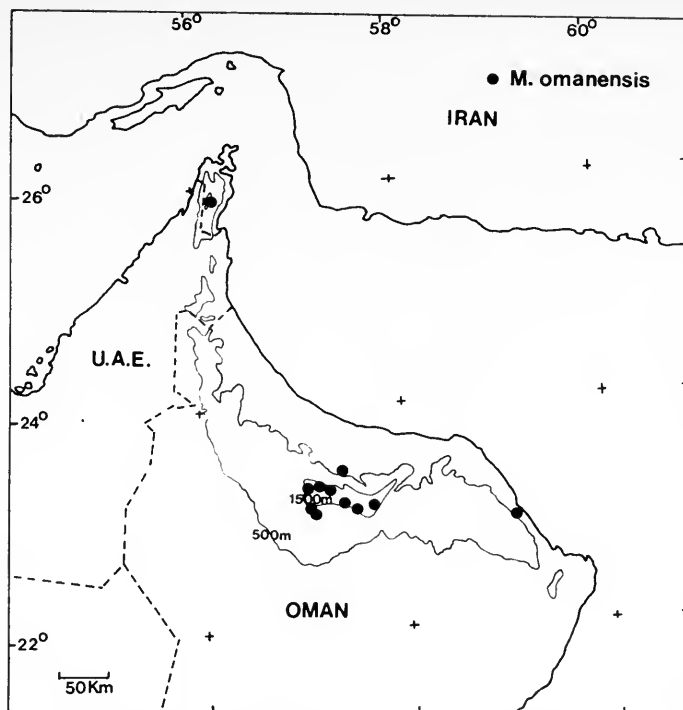 56° 58° 60°
● M. omanensis
IRAN
26°
U.A.E.
24°
1500m
500m
OMAN
22°
50Km